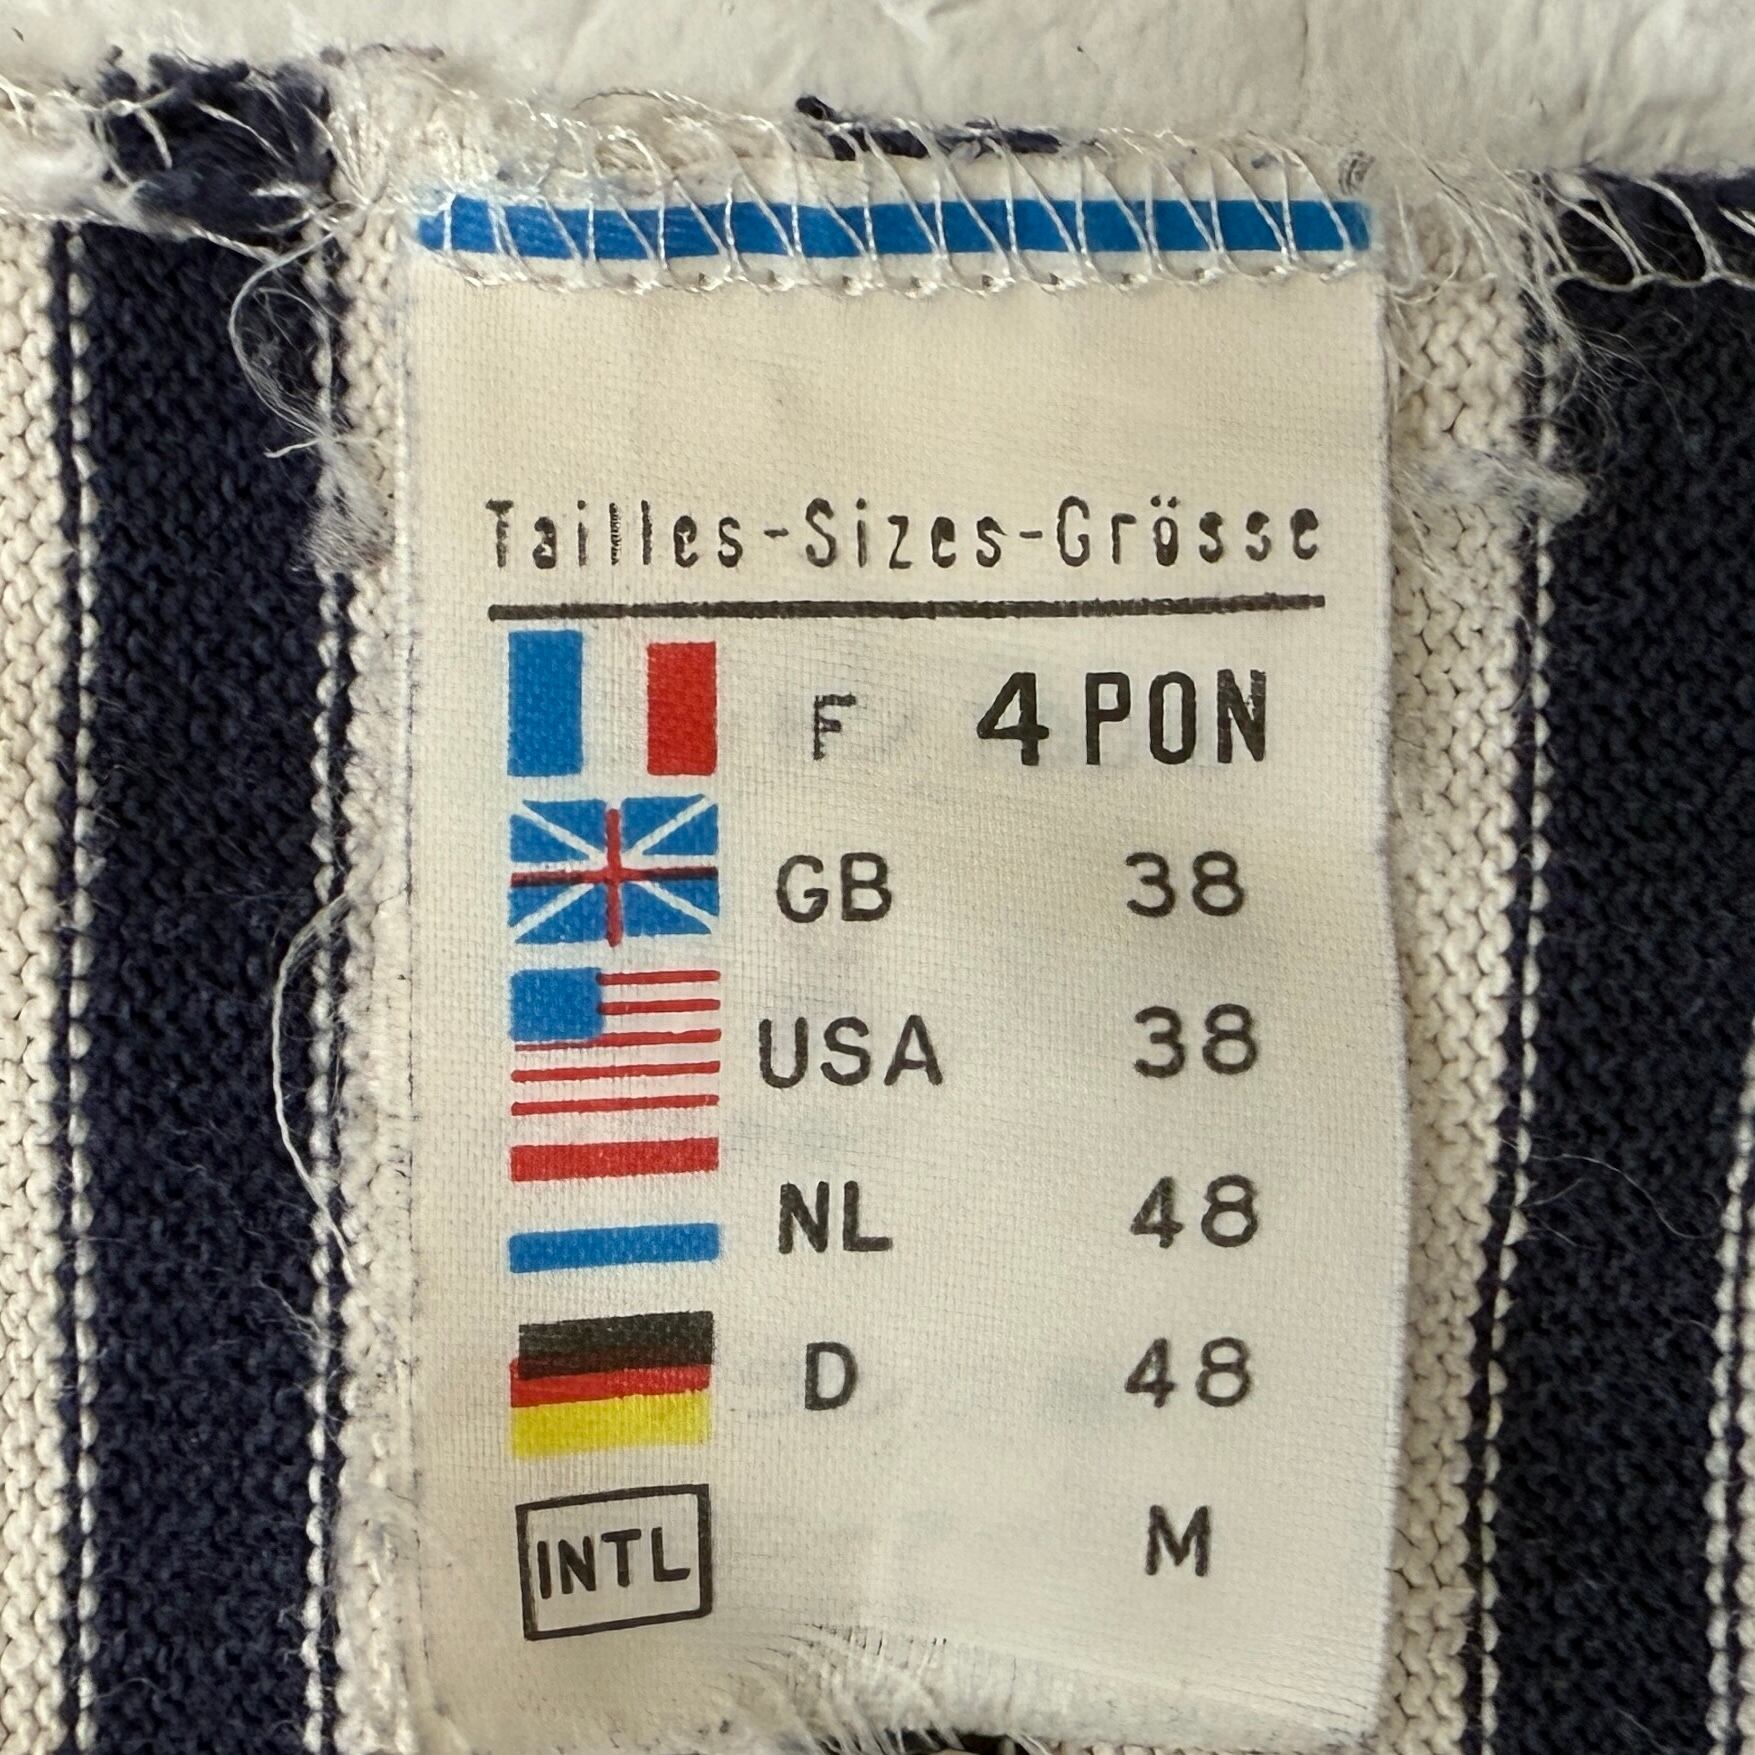 Tailles-Sizes-Grösse
F 4 PON
GB 38
USA 38
NL 48
D 48
INTL M